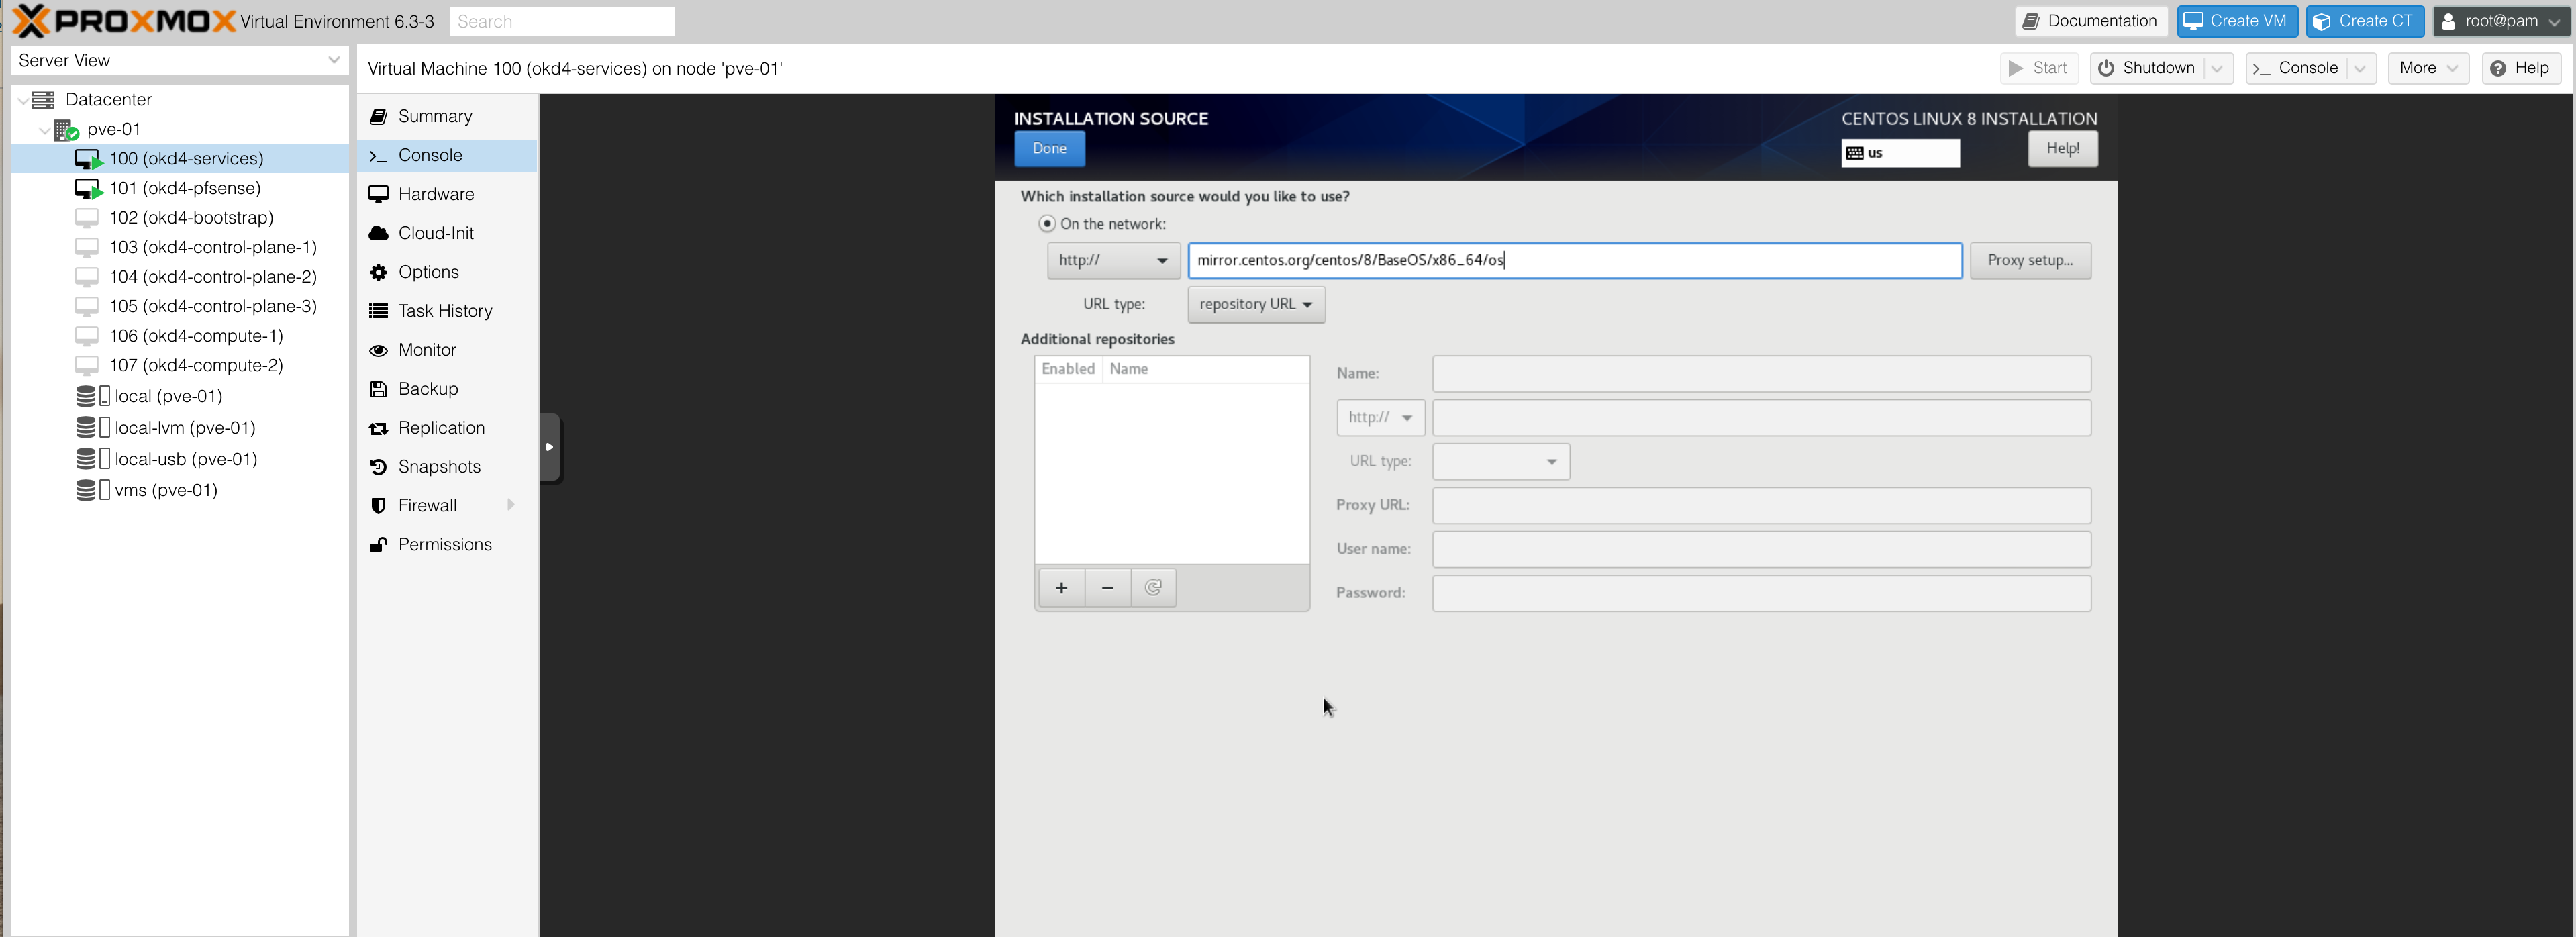 PROXMOX Virtual Environment 6.3-3 Search Documentation Create VM Create CT root@pam
Server View
Virtual Machine 100 (okd4-services) on node 'pve-01' Start Shutdown Console More Help
Datacenter
pve-01
100 (okd4-services)
101 (okd4-pfsense)
102 (okd4-bootstrap)
103 (okd4-control-plane-1)
104 (okd4-control-plane-2)
105 (okd4-control-plane-3)
106 (okd4-compute-1)
107 (okd4-compute-2)
local (pve-01)
local-lvm (pve-01)
local-usb (pve-01)
vms (pve-01)
Summary
Console
Hardware
Cloud-Init
Options
Task History
Monitor
Backup
Replication
Snapshots
Firewall
Permissions
INSTALLATION SOURCE CENTOS LINUX 8 INSTALLATION
Done us Help!
Which installation source would you like to use?
On the network:
http:// mirror.centos.org/centos/8/BaseOS/x86_64/os Proxy setup...
URL type: repository URL
Additional repositories
Enabled Name
Name:
http://
URL type:
Proxy URL:
User name:
Password: